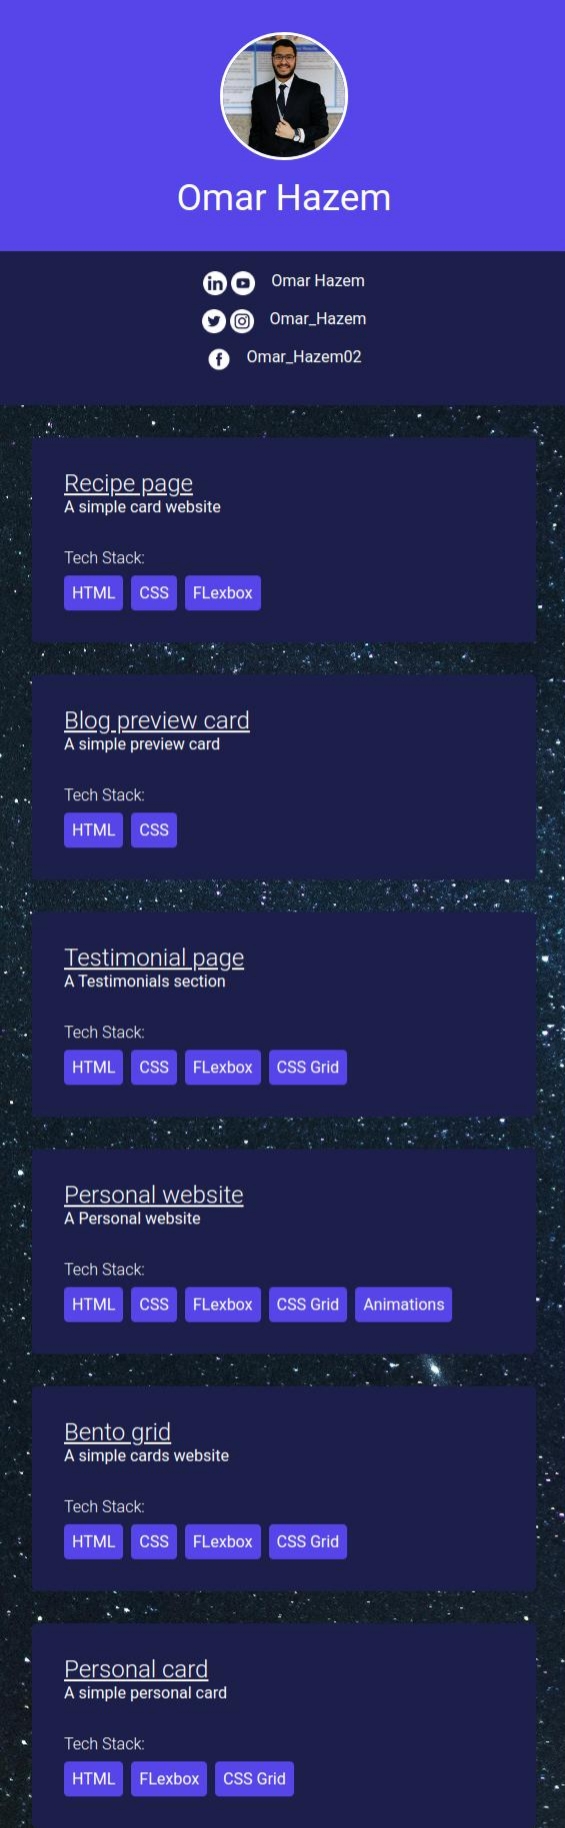 Omar Hazem
Omar Hazem
Omar_Hazem
Omar_Hazem02
Recipe page
A simple card website
Tech Stack:
HTML CSS FLexbox
Blog preview card
A simple preview card
Tech Stack:
HTML CSS
Testimonial page
A Testimonials section
Tech Stack:
HTML CSS FLexbox CSS Grid
Personal website
A Personal website
Tech Stack:
HTML CSS FLexbox CSS Grid Animations
Bento grid
A simple cards website
Tech Stack:
HTML CSS FLexbox CSS Grid
Personal card
A simple personal card
Tech Stack:
HTML FLexbox CSS Grid